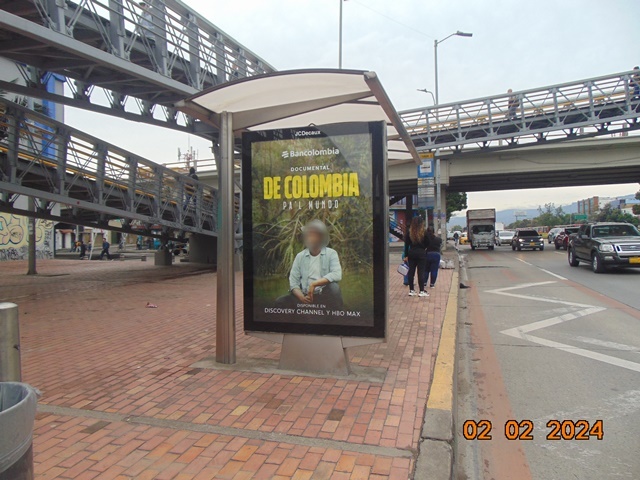 JCDecaux
Bancolombia
DOCUMENTAL
DE COLOMBIA
PA'L MUNDO
DISPONIBLE EN
DISCOVERY CHANNEL Y HBO MAX
02 02 2024